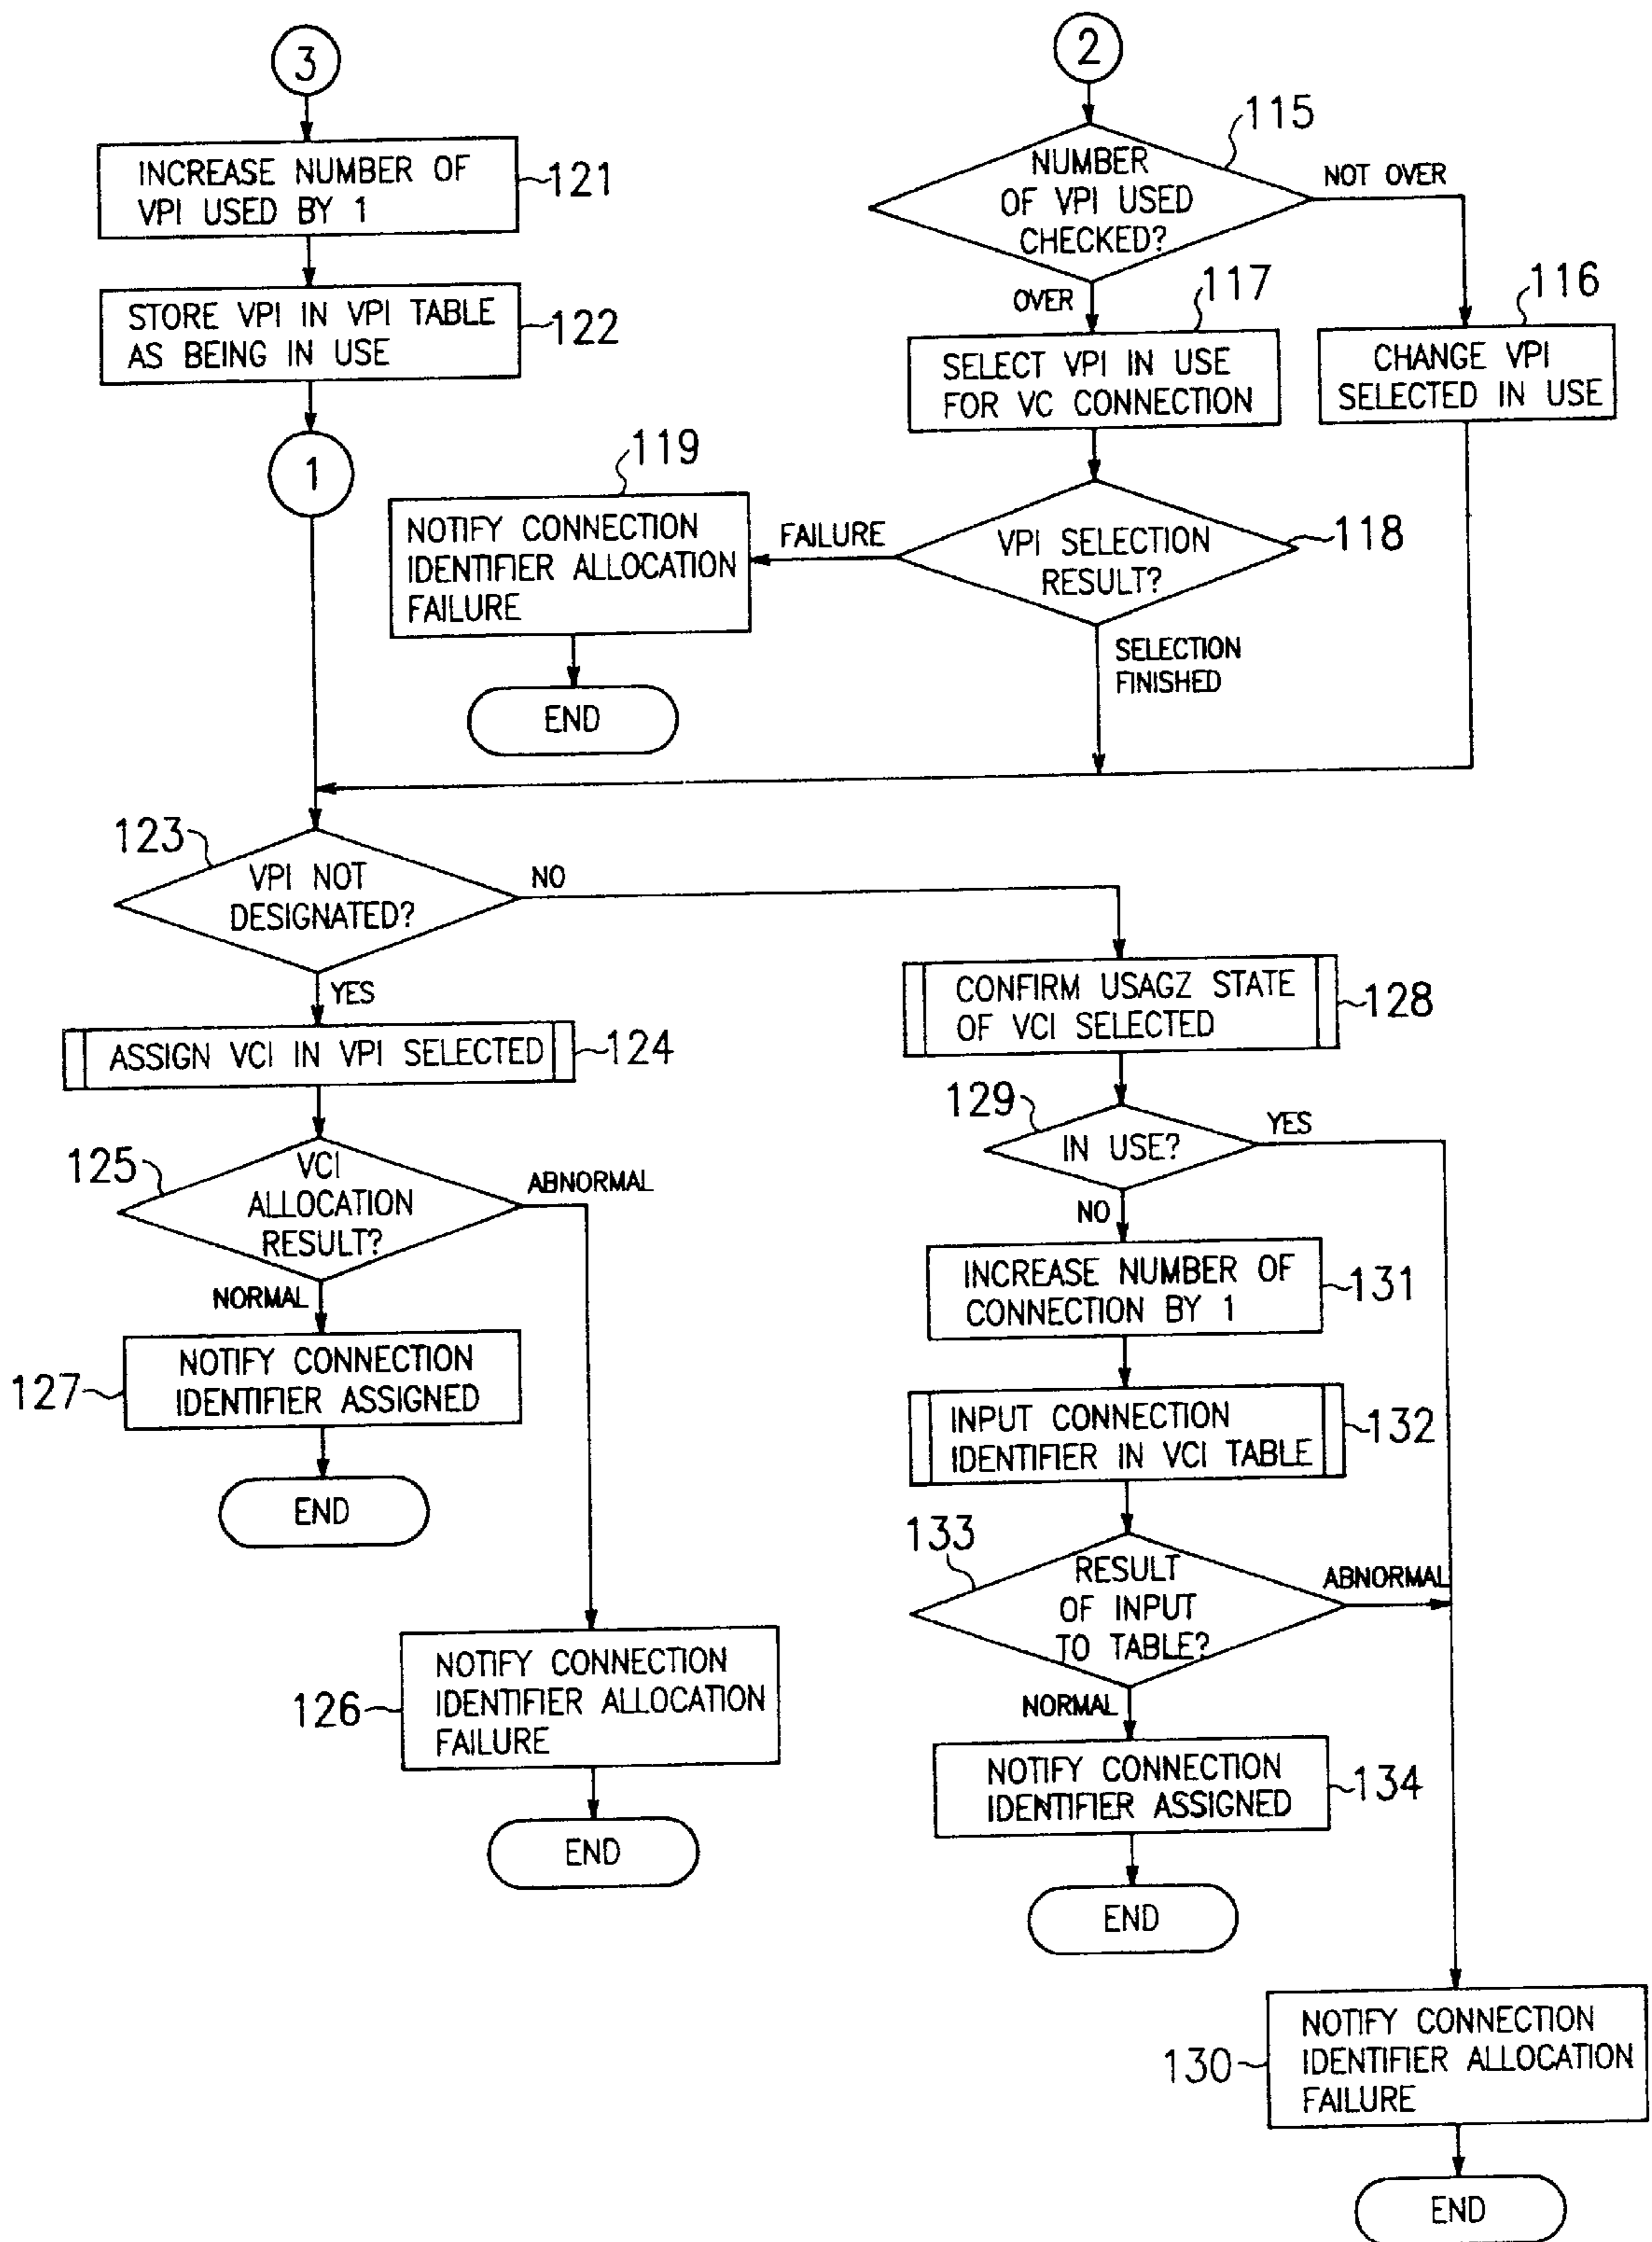 3
INCREASE NUMBER OF
VPI USED BY 1
121
STORE VPI IN VPI TABLE
AS BEING IN USE
122
1
2
115
NUMBER
OF VPI USED
CHECKED?
NOT OVER
OVER
117
SELECT VPI IN USE
FOR VC CONNECTION
116
CHANGE VPI
SELECTED IN USE
119
NOTIFY CONNECTION
IDENTIFIER ALLOCATION
FAILURE
FAILURE
VPI SELECTION
RESULT?
118
SELECTION
FINISHED
END
123
VPI NOT
DESIGNATED?
NO
YES
ASSIGN VCI IN VPI SELECTED
124
125
VCI
ALLOCATION
RESULT?
ABNORMAL
NORMAL
127
NOTIFY CONNECTION
IDENTIFIER ASSIGNED
END
126
NOTIFY CONNECTION
IDENTIFIER ALLOCATION
FAILURE
END
CONFIRM USAGZ STATE
OF VCI SELECTED
128
129
IN USE?
YES
NO
INCREASE NUMBER OF
CONNECTION BY 1
131
INPUT CONNECTION
IDENTIFIER IN VCI TABLE
132
133
RESULT
OF INPUT
TO TABLE?
ABNORMAL
NORMAL
NOTIFY CONNECTION
IDENTIFIER ASSIGNED
134
END
130
NOTIFY CONNECTION
IDENTIFIER ALLOCATION
FAILURE
END